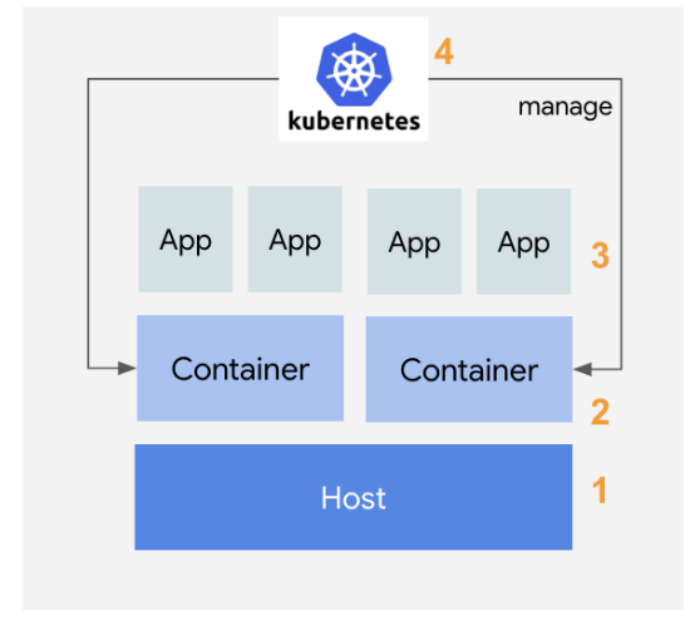 4
kubernetes
manage
App App App App
3
Container Container
2
Host
1